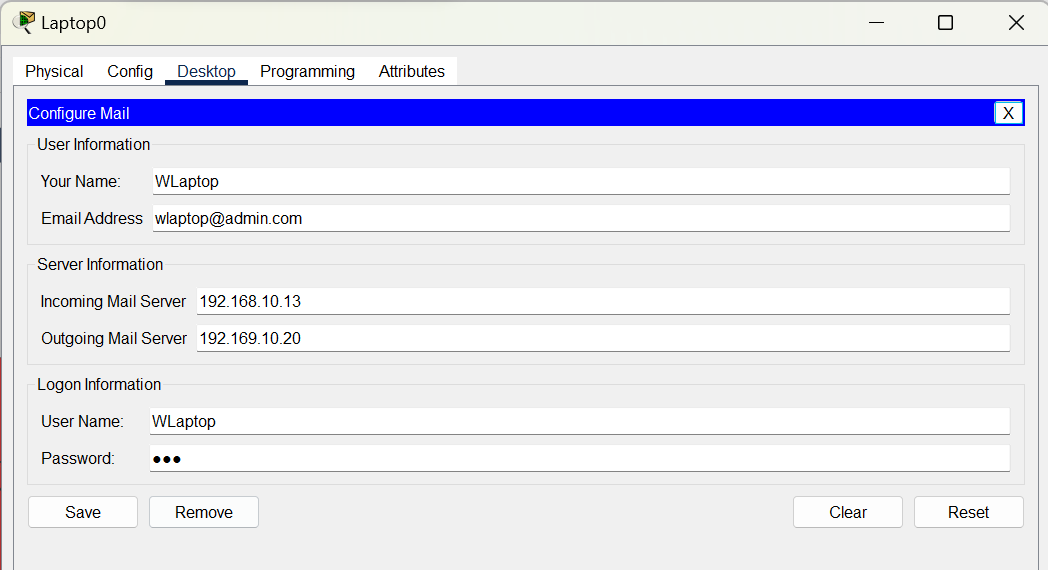 Laptop0
Physical Config Desktop Programming Attributes
Configure Mail X
User Information
Your Name: WLaptop
Email Address wlaptop@admin.com
Server Information
Incoming Mail Server 192.168.10.13
Outgoing Mail Server 192.169.10.20
Logon Information
User Name: WLaptop
Password: ●●●
Save Remove Clear Reset